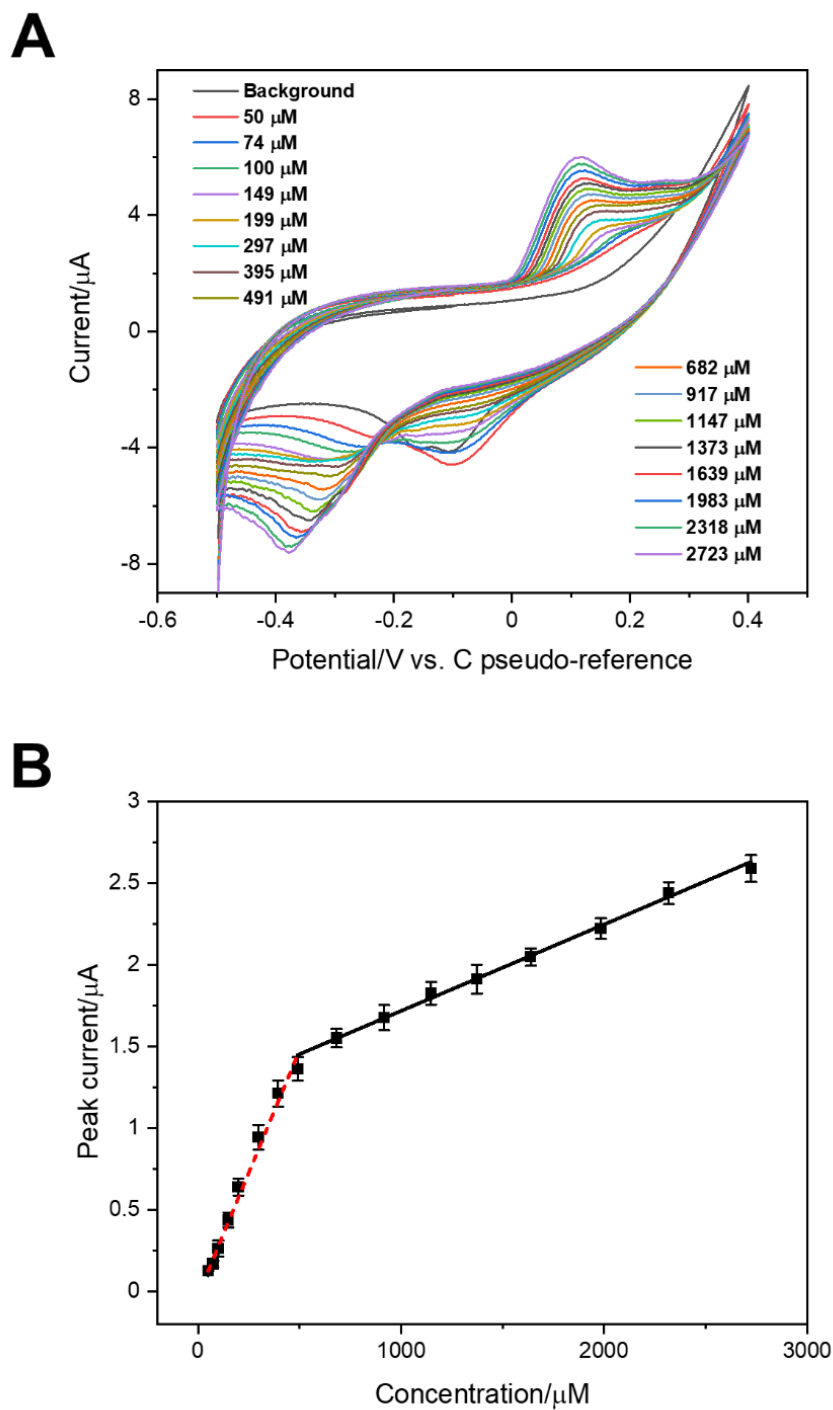 A
Background
50 μM
74 μM
100 μM
149 μM
199 μM
297 μM
395 μM
491 μM
682 μM
917 μM
1147 μM
1373 μM
1639 μM
1983 μM
2318 μM
2723 μM
8
4
0
-4
-8
Current/μA
-0.6
-0.4
-0.2
0
0.2
0.4
Potential/V vs. C pseudo-reference
B
3
2.5
2
1.5
1
0.5
0
Peak current/μA
0
1000
2000
3000
Concentration/μM